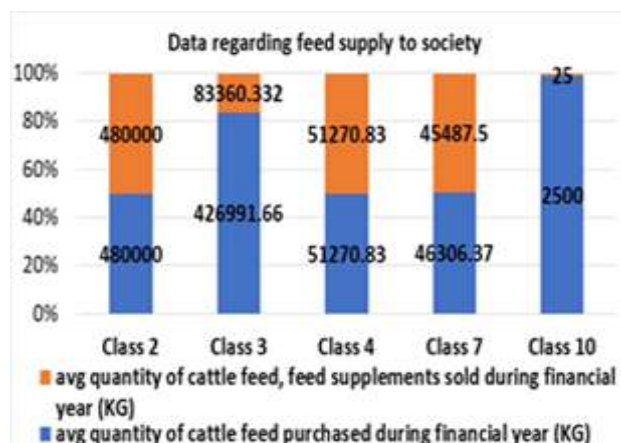 Data regarding feed supply to society
100%
80%
60%
40%
20%
0%
480000
83360.332
51270.83
45487.5
25
480000
426991.66
51270.83
46306.37
2500
Class 2
Class 3
Class 4
Class 7
Class 10
avg quantity of cattle feed, feed supplements sold during financial
year (KG)
avg quantity of cattle feed purchased during financial year (KG)